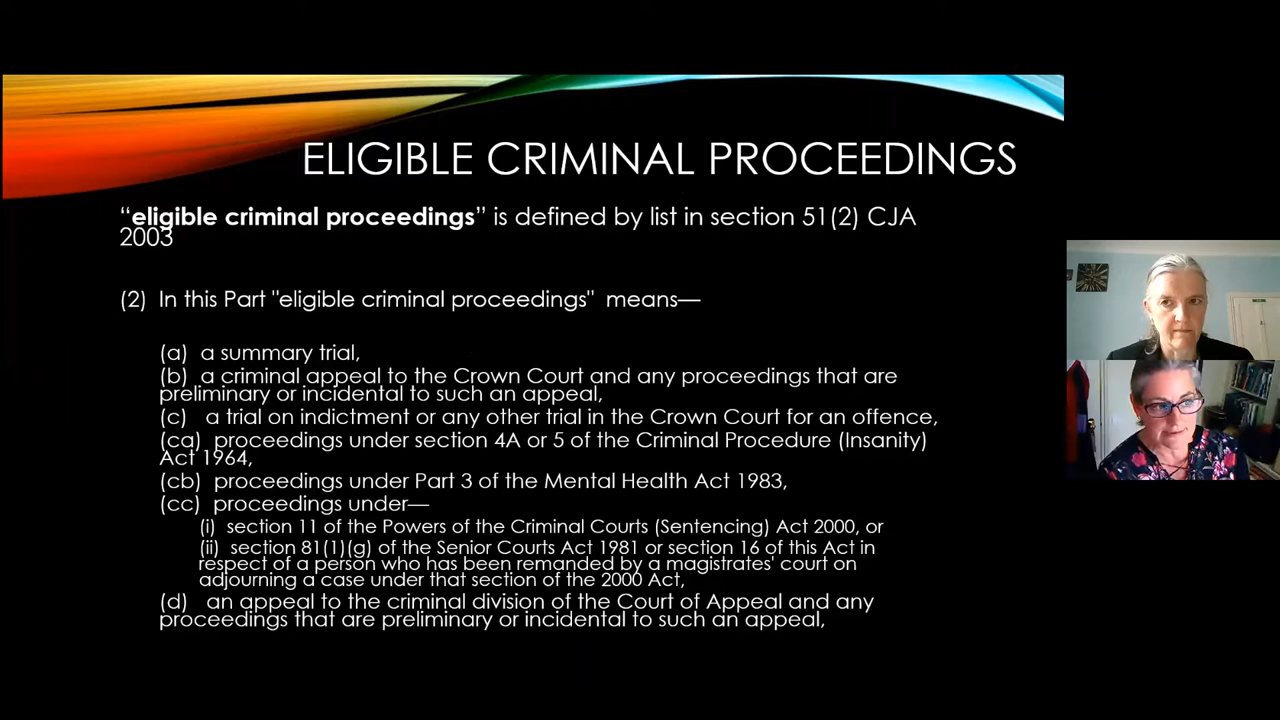 ELIGIBLE CRIMINAL PROCEEDINGS
“eligible criminal proceedings” is defined by list in section 51(2) CJA
2003
(2) In this Part "eligible criminal proceedings" means—
(a) a summary trial,
(b) a criminal appeal to the Crown Court and any proceedings that are
preliminary or incidental to such an appeal,
(c) a trial on indictment or any other trial in the Crown Court for an offence,
(ca) proceedings under section 4A or 5 of the Criminal Procedure (Insanity)
Act 1964,
(cb) proceedings under Part 3 of the Mental Health Act 1983,
(cc) proceedings under—
(i) section 11 of the Powers of the Criminal Courts (Sentencing) Act 2000, or
(ii) section 81(1)(g) of the Senior Courts Act 1981 or section 16 of this Act in
respect of a person who has been remanded by a magistrates' court on
adjourning a case under that section of the 2000 Act,
(d) an appeal to the criminal division of the Court of Appeal and any
proceedings that are preliminary or incidental to such an appeal,